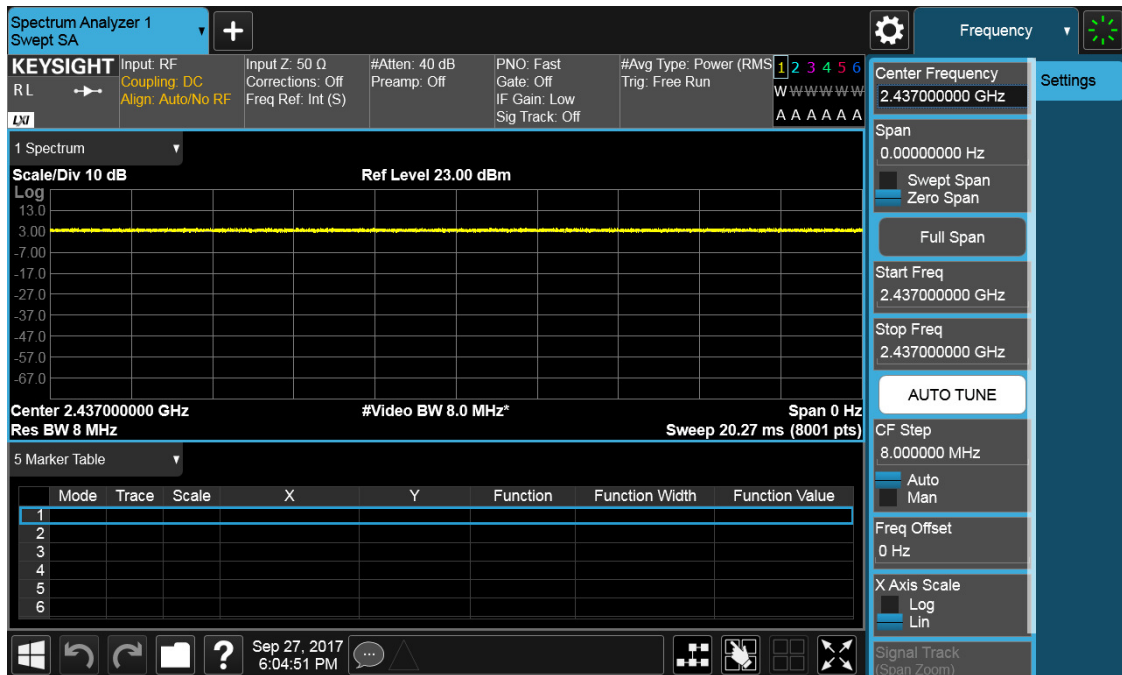 Spectrum Analyzer 1
Swept SA
Frequency
KEYSIGHT
RL
LXI
Input: RF
Coupling: DC
Align: Auto/No RF
Input Z: 50 Ω
Corrections: Off
Freq Ref: Int (S)
#Atten: 40 dB
Preamp: Off
PNO: Fast
Gate: Off
IF Gain: Low
Sig Track: Off
#Avg Type: Power (RMS
Trig: Free Run
1 2 3 4 5 6
W W W W W W
A A A A A A
1 Spectrum
Scale/Div 10 dB
Ref Level 23.00 dBm
Log
13.0
3.00
-7.00
-17.0
-27.0
-37.0
-47.0
-57.0
-67.0
Center 2.437000000 GHz
#Video BW 8.0 MHz*
Span 0 Hz
Res BW 8 MHz
Sweep 20.27 ms (8001 pts)
5 Marker Table
Mode Trace Scale X Y Function Function Width Function Value
1
2
3
4
5
6
Sep 27, 2017
6:04:51 PM
Center Frequency
2.437000000 GHz
Settings
Span
0.00000000 Hz
Swept Span
Zero Span
Full Span
Start Freq
2.437000000 GHz
Stop Freq
2.437000000 GHz
AUTO TUNE
CF Step
8.000000 MHz
Auto
Man
Freq Offset
0 Hz
X Axis Scale
Log
Lin
Signal Track
(Span Zoom)